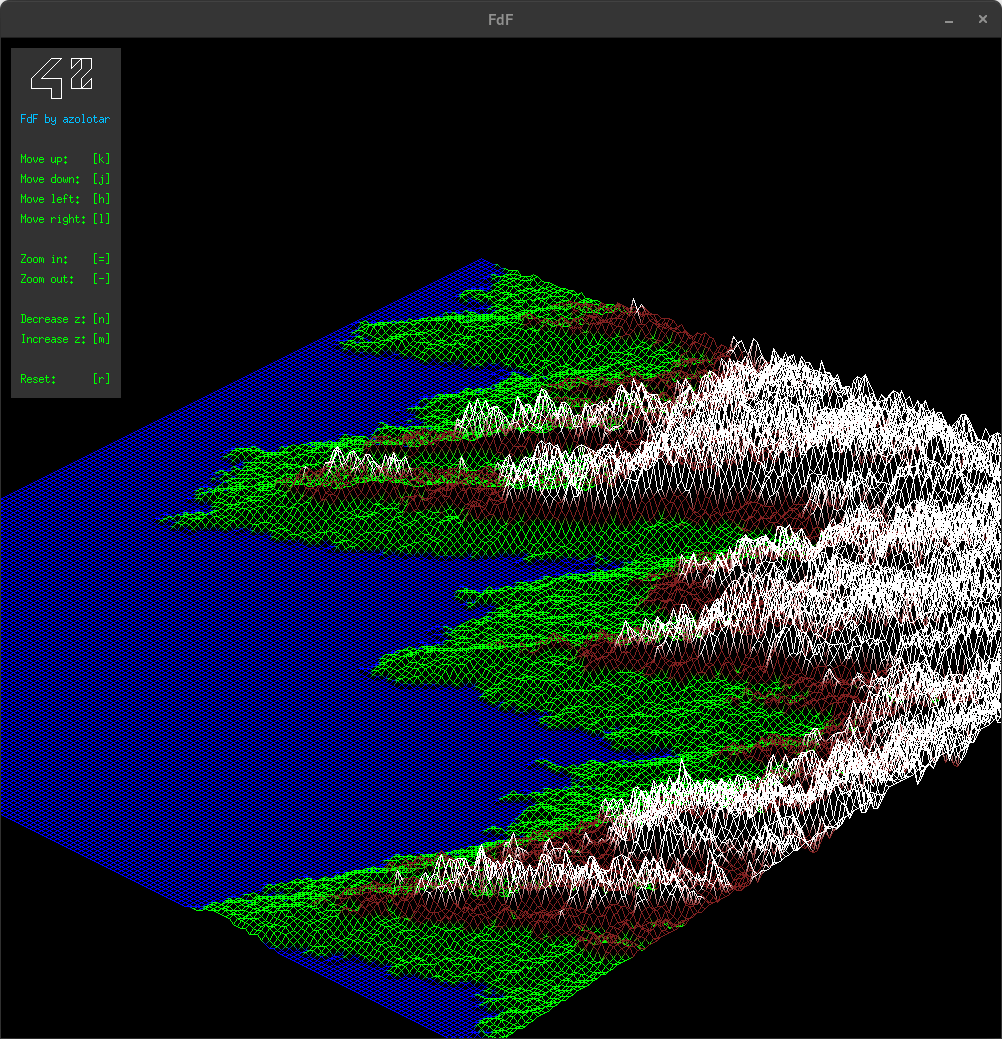 FdF
42
FdF by azolotar
Move up: [k]
Move down: [j]
Move left: [h]
Move right: [l]
Zoom in: [=]
Zoom out: [-]
Decrease z: [n]
Increase z: [m]
Reset: [r]